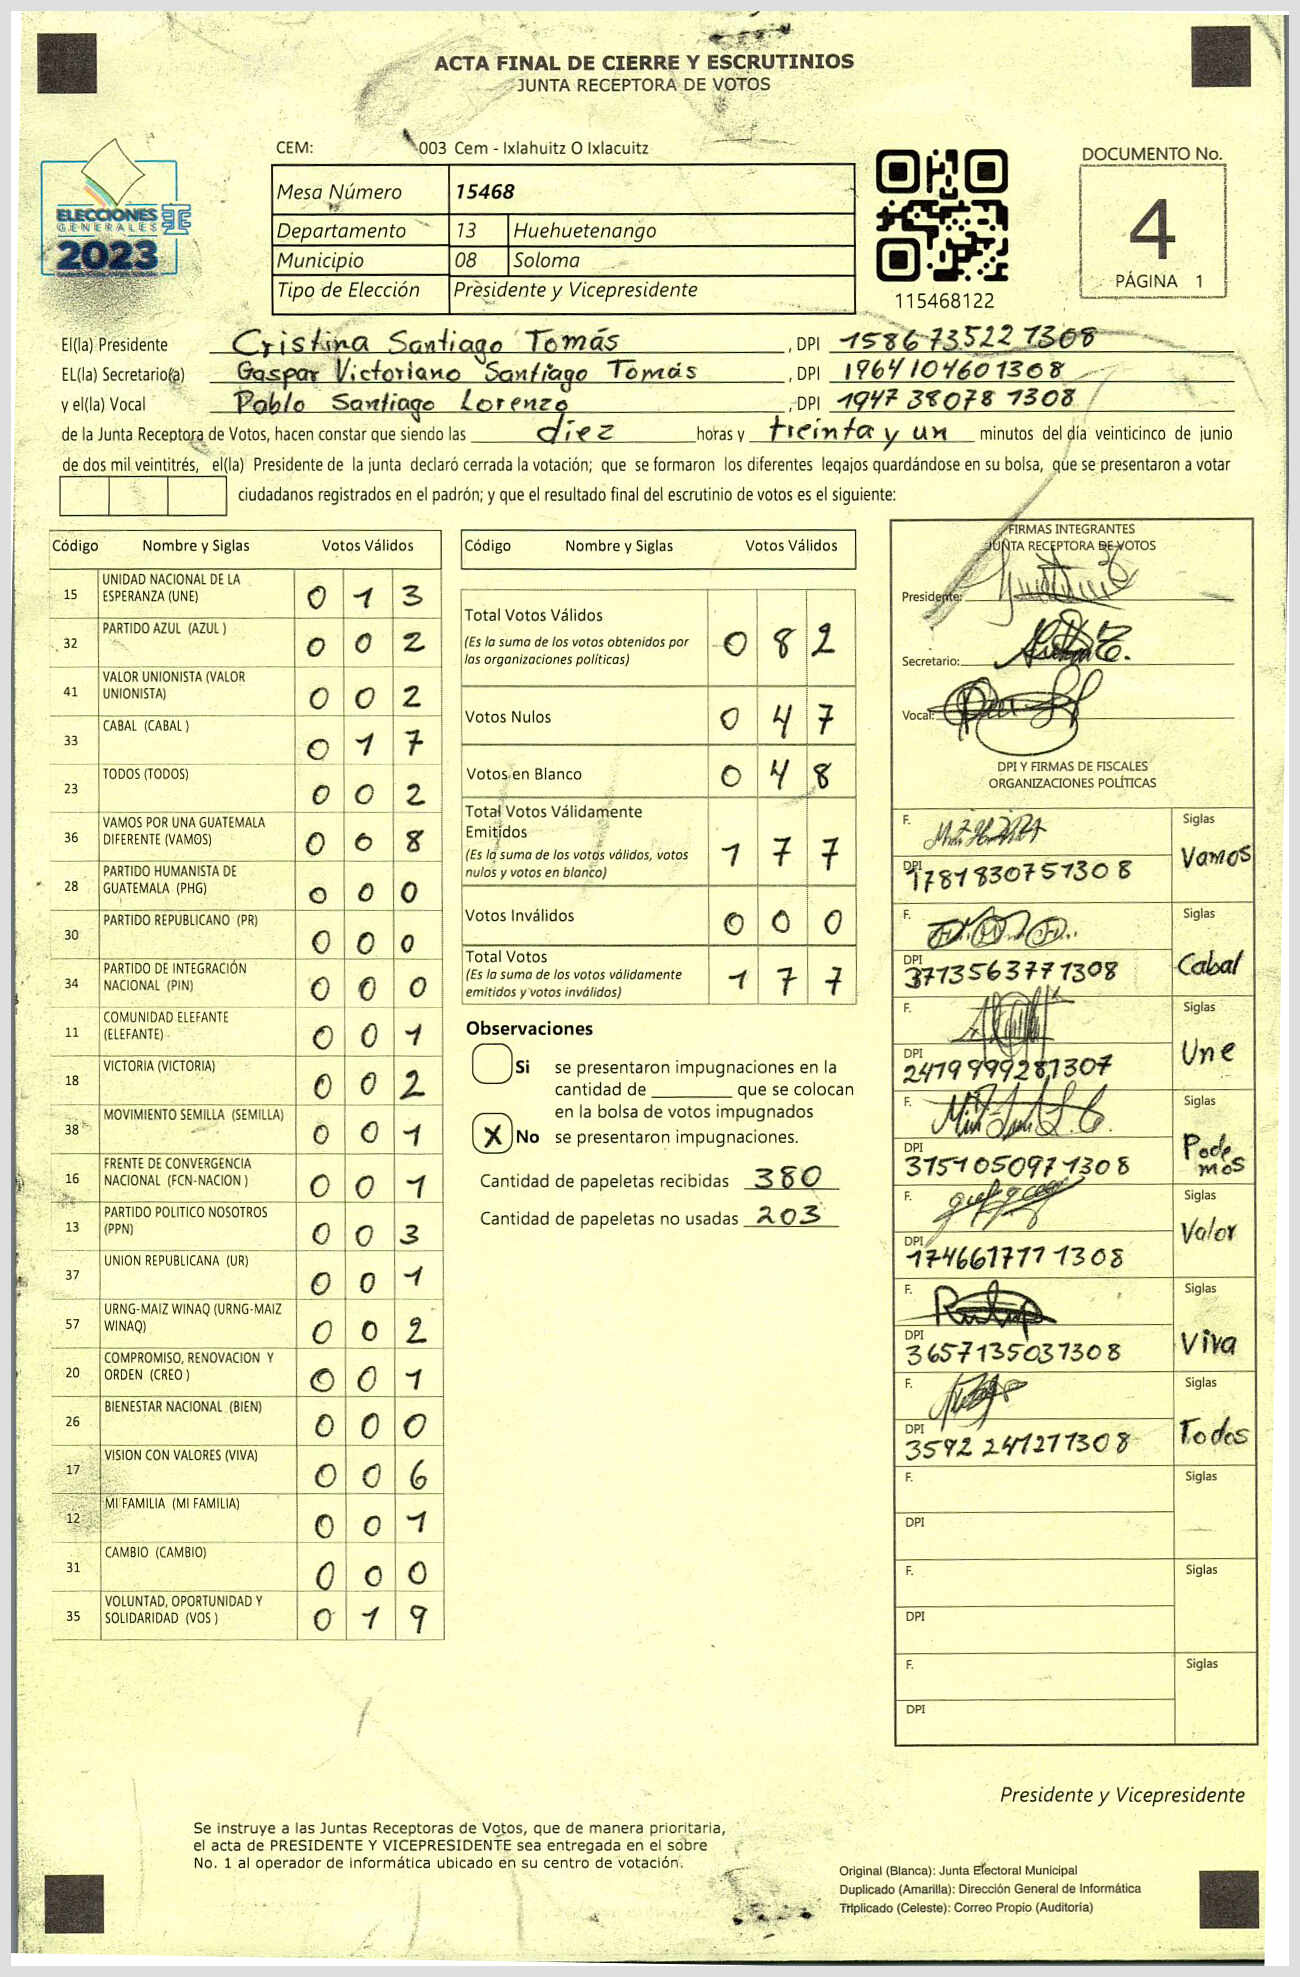 ACTA FINAL DE CIERRE Y ESCRUTINIOS
JUNTA RECEPTORA DE VOTOS
CEM: 003 Cem - Ixlahuitz O Ixlacuitz
Mesa Número 15468
Departamento 13 Huehuetenango
Municipio 08 Soloma
Tipo de Elección Presidente y Vicepresidente
ELECCIONES
GENERALES
2023
115468122
DOCUMENTO No.
4
PÁGINA 1
El(la) Presidente Cristina Santiago Tomás , DPI 1586 73522 1308
EL(la) Secretario(a) Gaspar Victoriano Santiago Tomás , DPI 1964 10460 1308
y el(la) Vocal Pablo Santiago Lorenzo , DPI 1947 38078 1308
de la Junta Receptora de Votos, hacen constar que siendo las diez horas y treinta y un minutos del día veinticinco de junio
de dos mil veintitrés, el(la) Presidente de la junta declaró cerrada la votación; que se formaron los diferentes legajos guardándose en su bolsa, que se presentaron a votar
ciudadanos registrados en el padrón; y que el resultado final del escrutinio de votos es el siguiente:
Código Nombre y Siglas Votos Válidos
15 UNIDAD NACIONAL DE LA ESPERANZA (UNE) 0 1 3
32 PARTIDO AZUL (AZUL ) 0 0 2
41 VALOR UNIONISTA (VALOR UNIONISTA) 0 0 2
33 CABAL (CABAL ) 0 1 7
23 TODOS (TODOS) 0 0 2
36 VAMOS POR UNA GUATEMALA DIFERENTE (VAMOS) 0 0 8
28 PARTIDO HUMANISTA DE GUATEMALA (PHG) 0 0 0
30 PARTIDO REPUBLICANO (PR) 0 0 0
34 PARTIDO DE INTEGRACIÓN NACIONAL (PIN) 0 0 0
11 COMUNIDAD ELEFANTE (ELEFANTE) 0 0 1
18 VICTORIA (VICTORIA) 0 0 2
38 MOVIMIENTO SEMILLA (SEMILLA) 0 0 1
16 FRENTE DE CONVERGENCIA NACIONAL (FCN-NACION ) 0 0 1
13 PARTIDO POLITICO NOSOTROS (PPN) 0 0 3
37 UNION REPUBLICANA (UR) 0 0 1
57 URNG-MAIZ WINAQ (URNG-MAIZ WINAQ) 0 0 2
20 COMPROMISO, RENOVACION Y ORDEN (CREO ) 0 0 1
26 BIENESTAR NACIONAL (BIEN) 0 0 0
17 VISION CON VALORES (VIVA) 0 0 6
12 MI FAMILIA (MI FAMILIA) 0 0 1
31 CAMBIO (CAMBIO) 0 0 0
35 VOLUNTAD, OPORTUNIDAD Y SOLIDARIDAD (VOS ) 0 1 9
Código Nombre y Siglas Votos Válidos
Total Votos Válidos 0 8 2
(Es la suma de los votos obtenidos por
las organizaciones políticas)
Votos Nulos 0 4 7
Votos en Blanco 0 4 8
Total Votos Válidamente
Emitidos 1 7 7
(Es la suma de los votos válidos, votos
nulos y votos en blanco)
Votos Inválidos 0 0 0
Total Votos 1 7 7
(Es la suma de los votos válidamente
emitidos y votos inválidos)
Observaciones
Si se presentaron impugnaciones en la
cantidad de ________ que se colocan
en la bolsa de votos impugnados
X No se presentaron impugnaciones.
Cantidad de papeletas recibidas 380
Cantidad de papeletas no usadas 203
FIRMAS INTEGRANTES
JUNTA RECEPTORA DE VOTOS
Presidente:
Secretario:
Vocal:
DPI Y FIRMAS DE FISCALES
ORGANIZACIONES POLÍTICAS
F. Siglas Vamos
DPI 1781830751308
F. Siglas Cabal
DPI 3713563771308
F. Siglas Une
DPI 2419999281307
F. Siglas Podemos
DPI 3151050971308
F. Siglas Valor
DPI 1746617171308
F. Siglas Viva
DPI 3657135031308
F. Siglas Todos
DPI 3592 241211308
F. Siglas
DPI
F. Siglas
DPI
F. Siglas
DPI
Presidente y Vicepresidente
Se instruye a las Juntas Receptoras de Votos, que de manera prioritaria,
el acta de PRESIDENTE Y VICEPRESIDENTE sea entregada en el sobre
No. 1 al operador de informática ubicado en su centro de votación.
Original (Blanca): Junta Electoral Municipal
Duplicado (Amarilla): Dirección General de Informática
Triplicado (Celeste): Correo Propio (Auditoría)